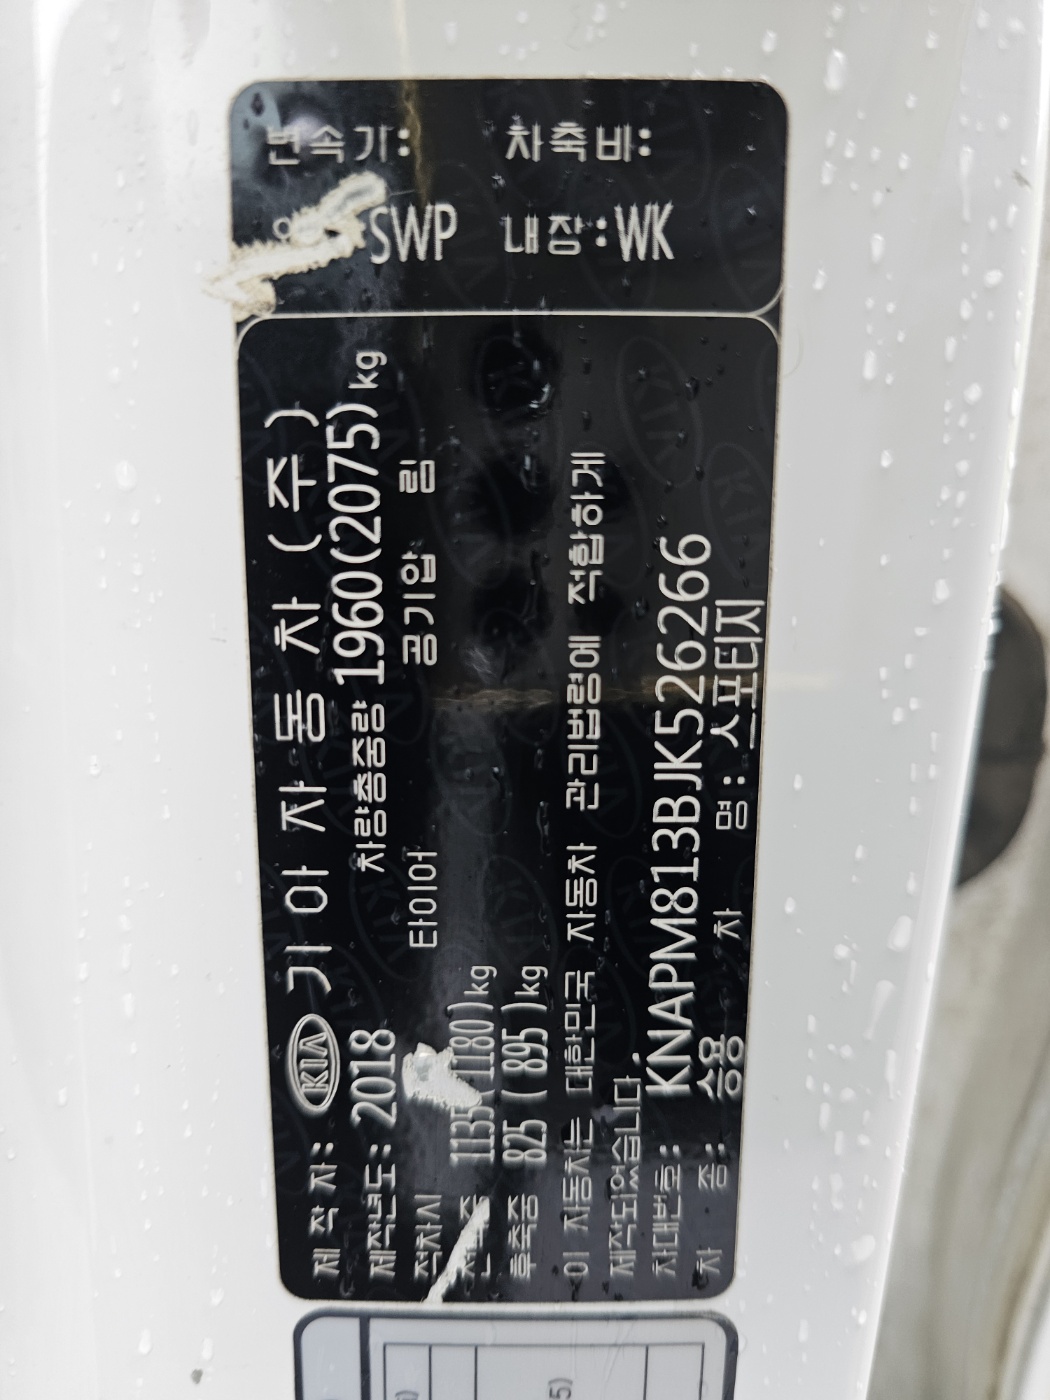 변속기: 차축비:
:SWP 내장:WK
제 작 자: KIA 기 아 자 동 차 (주)
제작년도: 2018 차량총중량 1960(2075)kg
적차시 타이어 공기압 림
1135 1180)kg
후축중 825 ( 895 )kg
이 자동차는 대한민국 자동차 관리법령에 적합하게
제작되었습니다.
차대번호: KNAPM813BJK526266
차 종: 승용 차 명: 스포티지
5)